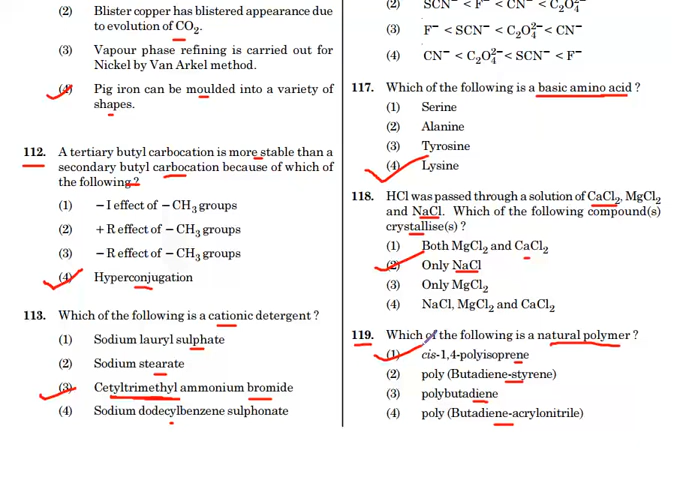 (2) Blister copper has blistered appearance due
to evolution of CO₂.
(3) Vapour phase refining is carried out for
Nickel by Van Arkel method.
(4) Pig iron can be moulded into a variety of
shapes.
112. A tertiary butyl carbocation is more stable than a
secondary butyl carbocation because of which of
the following ?
(1) – I effect of – CH₃ groups
(2) + R effect of – CH₃ groups
(3) – R effect of – CH₃ groups
(4) Hyperconjugation
113. Which of the following is a cationic detergent ?
(1) Sodium lauryl sulphate
(2) Sodium stearate
(3) Cetyltrimethyl ammonium bromide
(4) Sodium dodecylbenzene sulphonate
(2) SCN⁻ < F⁻ < CN⁻ < C₂O₄²⁻
(3) F⁻ < SCN⁻ < C₂O₄²⁻ < CN⁻
(4) CN⁻ < C₂O₄²⁻ < SCN⁻ < F⁻
117. Which of the following is a basic amino acid ?
(1) Serine
(2) Alanine
(3) Tyrosine
(4) Lysine
118. HCl was passed through a solution of CaCl₂, MgCl₂
and NaCl. Which of the following compound(s)
crystallise(s) ?
(1) Both MgCl₂ and CaCl₂
(2) Only NaCl
(3) Only MgCl₂
(4) NaCl, MgCl₂ and CaCl₂
119. Which of the following is a natural polymer ?
(1) cis-1,4-polyisoprene
(2) poly (Butadiene-styrene)
(3) polybutadiene
(4) poly (Butadiene-acrylonitrile)